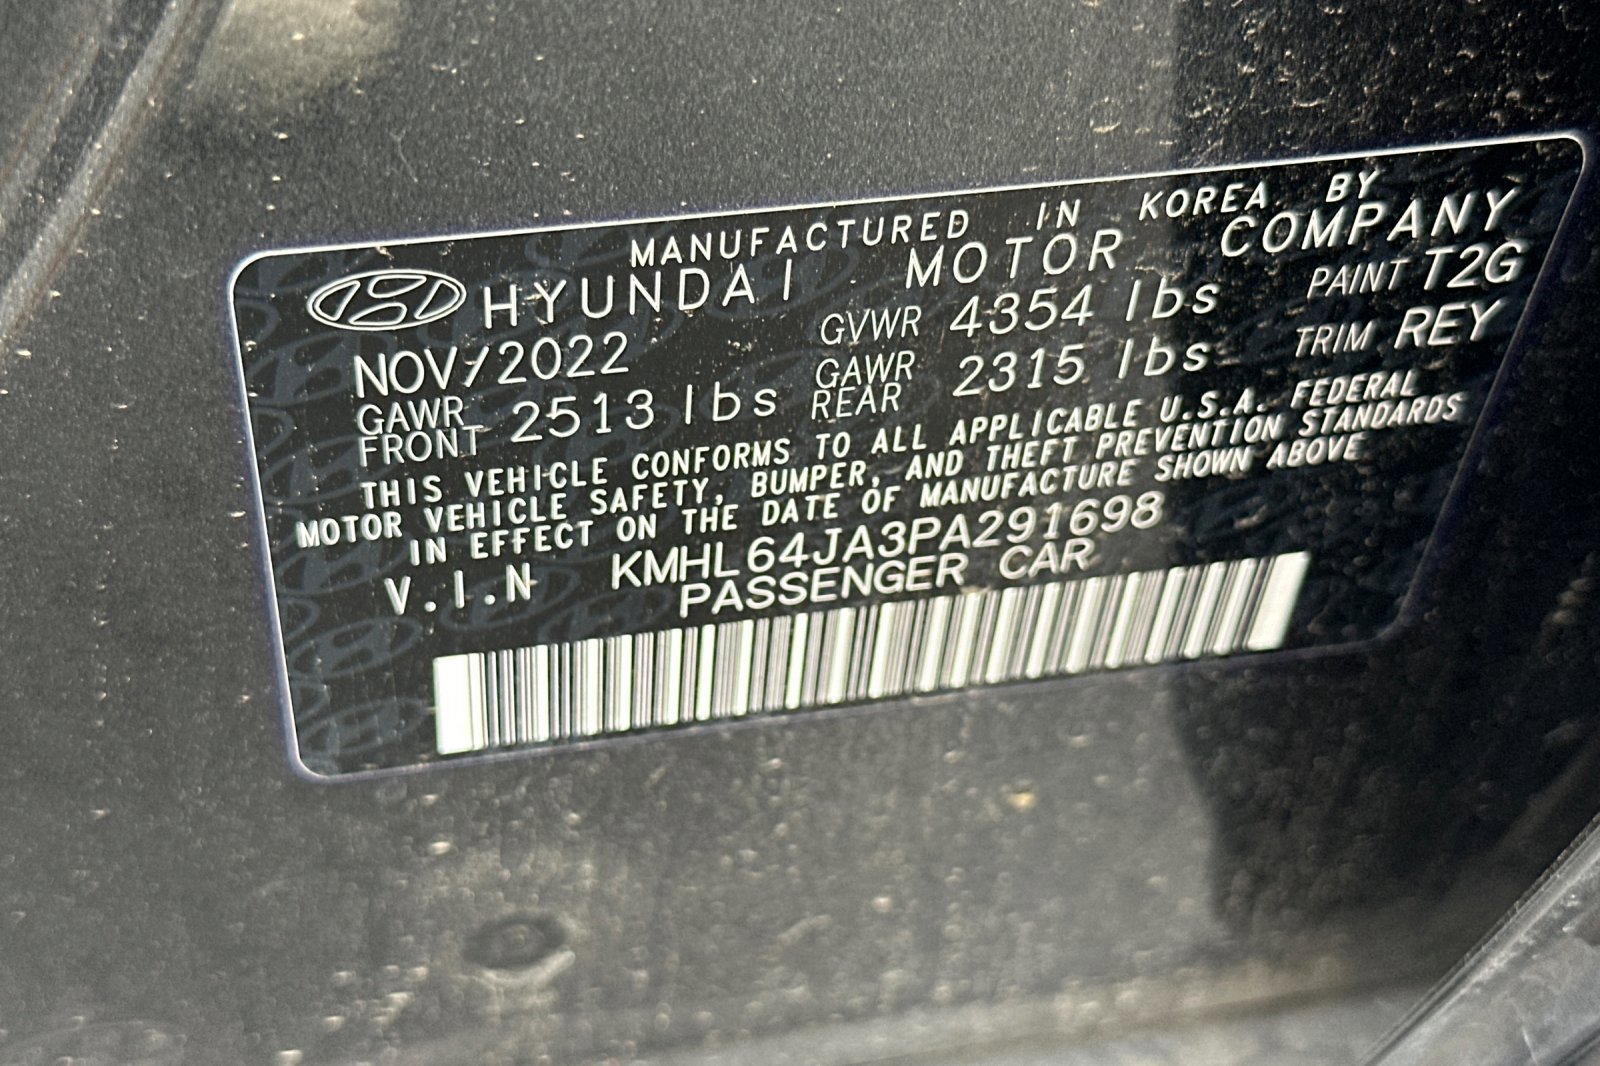 MANUFACTURED IN KOREA BY
HYUNDAI MOTOR COMPANY
NOV/2022 GVWR 4354 lbs PAINT T2G
GAWR FRONT 2513 lbs GAWR REAR 2315 lbs TRIM REY
THIS VEHICLE CONFORMS TO ALL APPLICABLE U.S.A. FEDERAL
MOTOR VEHICLE SAFETY, BUMPER, AND THEFT PREVENTION STANDARDS
IN EFFECT ON THE DATE OF MANUFACTURE SHOWN ABOVE
V.I.N KMHL64JA3PA291698
PASSENGER CAR